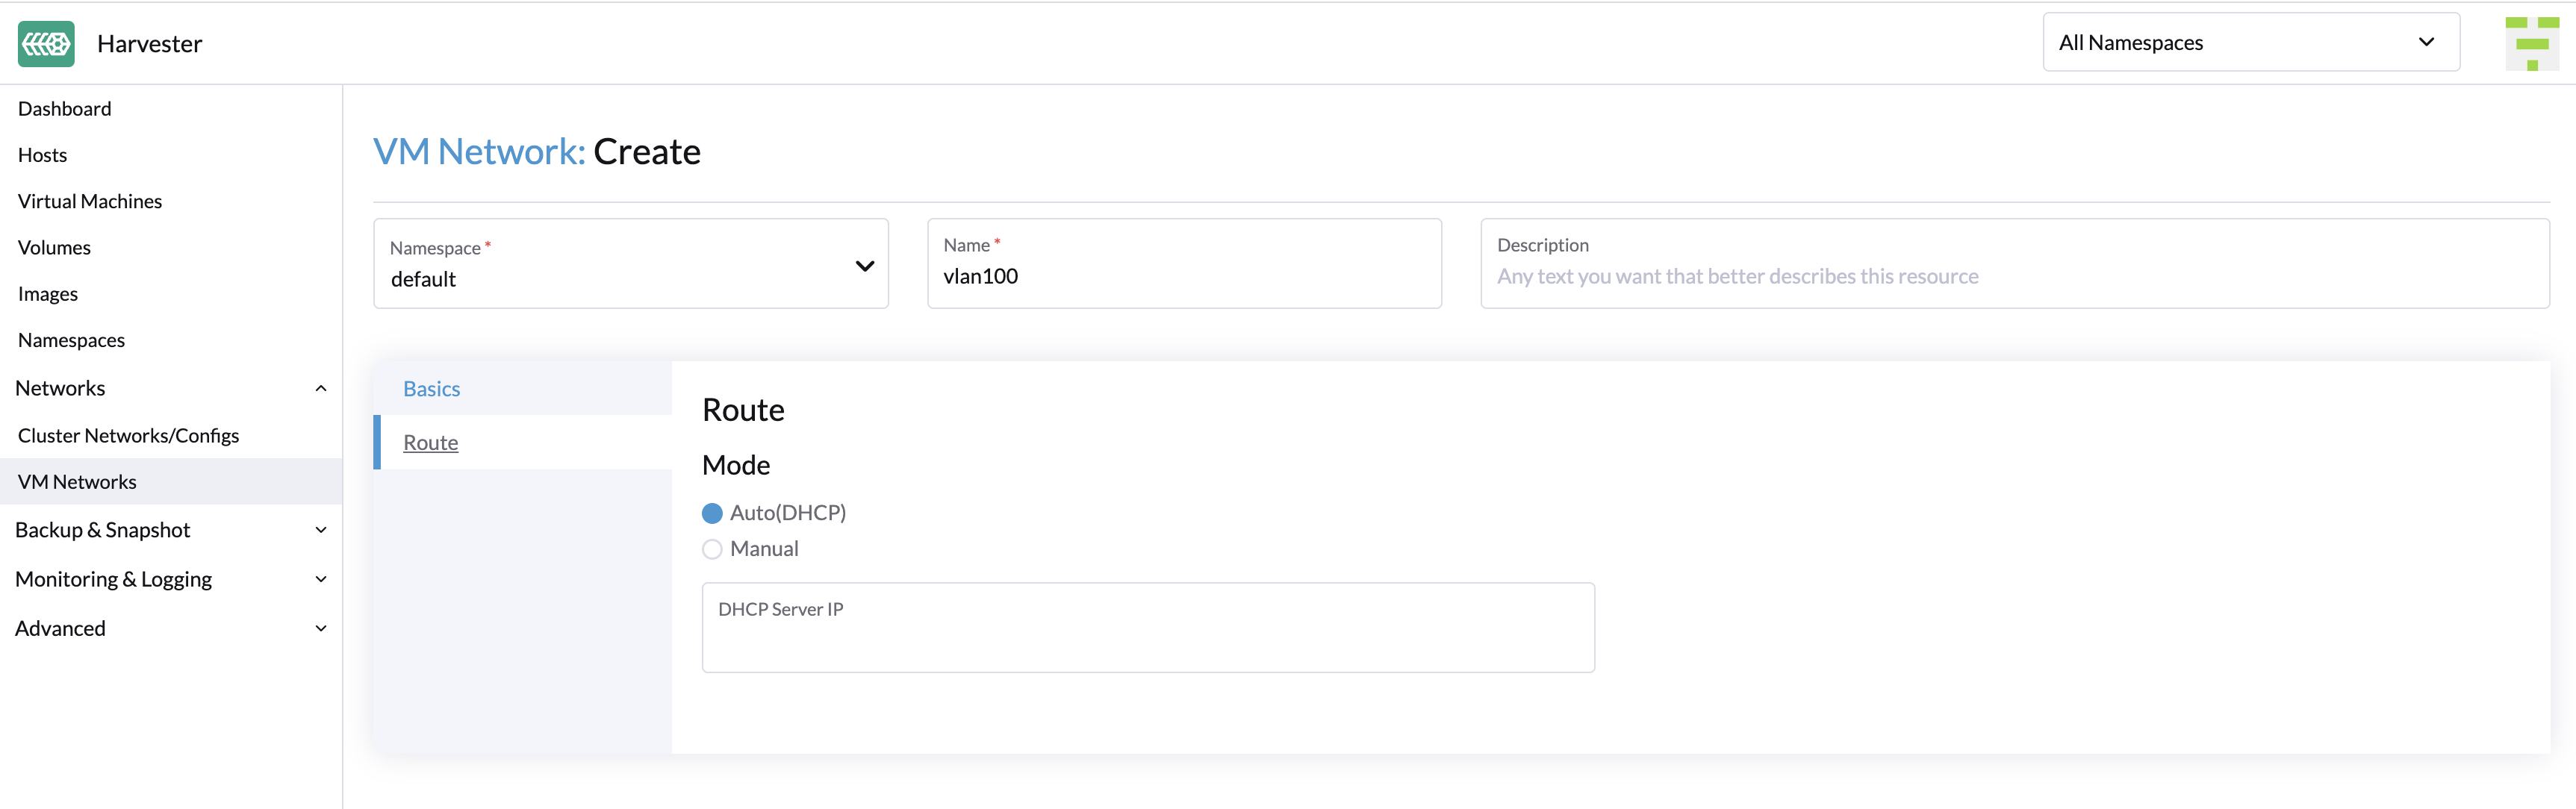 Harvester
All Namespaces
Dashboard
Hosts
Virtual Machines
Volumes
Images
Namespaces
Networks
Cluster Networks/Configs
VM Networks
Backup & Snapshot
Monitoring & Logging
Advanced
VM Network: Create
Namespace *
default
Name *
vlan100
Description
Any text you want that better describes this resource
Basics
Route
Route
Mode
Auto(DHCP)
Manual
DHCP Server IP